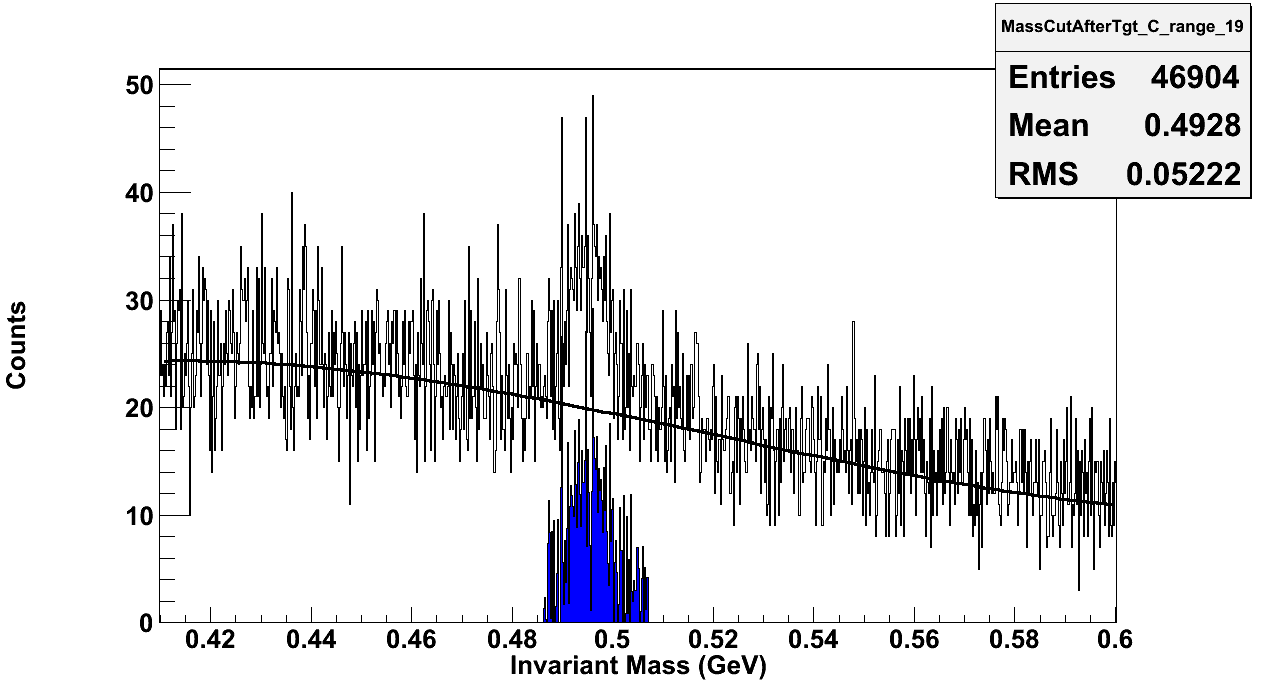 MassCutAfterTgt_C_range_19
Entries 46904
Mean 0.4928
RMS 0.05222
50
40
30
20
10
0
Counts
0.42 0.44 0.46 0.48 0.5 0.52 0.54 0.56 0.58 0.6
Invariant Mass (GeV)